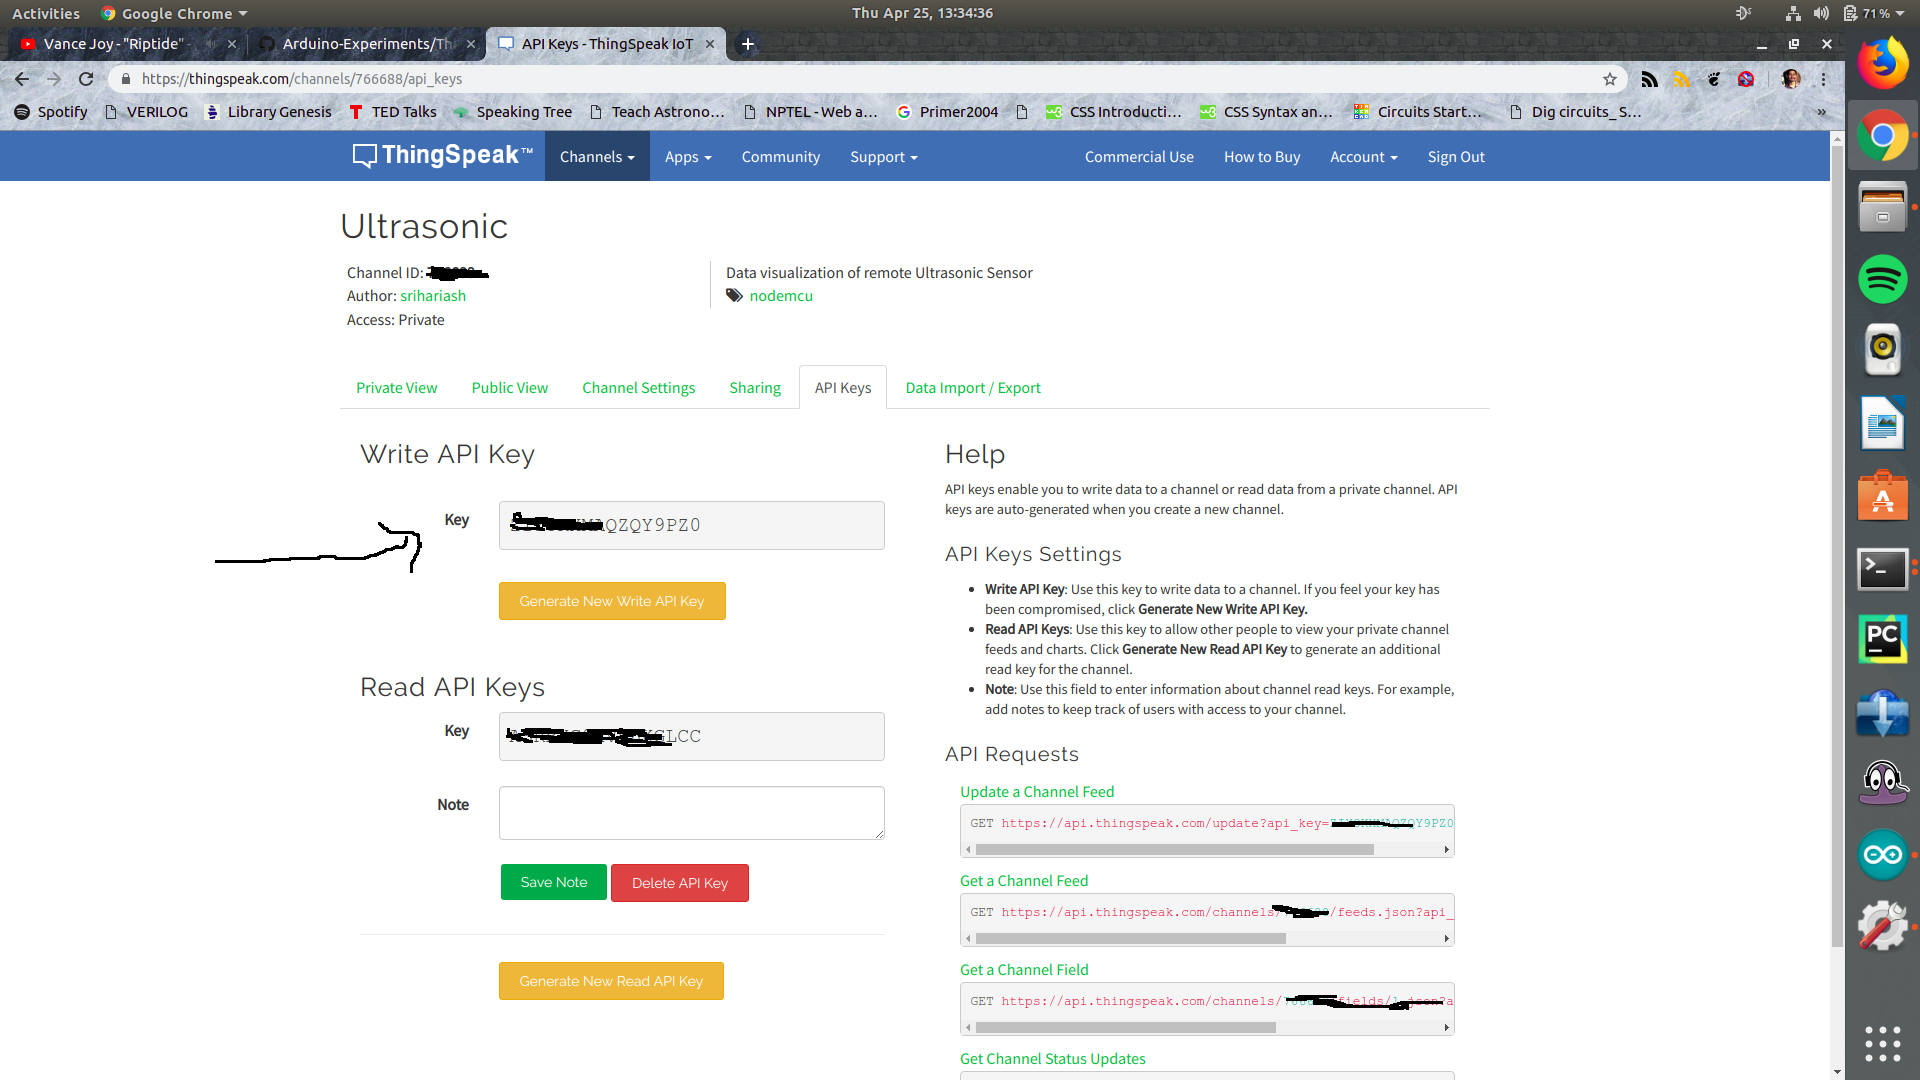 Activities Google Chrome Thu Apr 25, 13:34:36 71 %
Vance Joy - "Riptide" - Arduino-Experiments/Th API Keys - ThingSpeak IoT
https://thingspeak.com/channels/766688/api_keys
Spotify VERILOG Library Genesis TED Talks Speaking Tree Teach Astrono... NPTEL - Web a... Primer2004 CSS Introducti... CSS Syntax an... Circuits Start... Dig circuits_ S... »
ThingSpeak™ Channels Apps Community Support Commercial Use How to Buy Account Sign Out
Ultrasonic
Channel ID:
Author: srihariash
Access: Private
Data visualization of remote Ultrasonic Sensor
nodemcu
Private View Public View Channel Settings Sharing API Keys Data Import / Export
Write API Key
Key QZQY9PZ0
Generate New Write API Key
Read API Keys
Key LCC
Note
Save Note Delete API Key
Generate New Read API Key
Help
API keys enable you to write data to a channel or read data from a private channel. API
keys are auto-generated when you create a new channel.
API Keys Settings
Write API Key: Use this key to write data to a channel. If you feel your key has
been compromised, click Generate New Write API Key.
Read API Keys: Use this key to allow other people to view your private channel
feeds and charts. Click Generate New Read API Key to generate an additional
read key for the channel.
Note: Use this field to enter information about channel read keys. For example,
add notes to keep track of users with access to your channel.
API Requests
Update a Channel Feed
GET https://api.thingspeak.com/update?api_key= QY9PZ0
Get a Channel Feed
GET https://api.thingspeak.com/channels/ /feeds.json?api_
Get a Channel Field
GET https://api.thingspeak.com/channels/
Get Channel Status Updates
PC